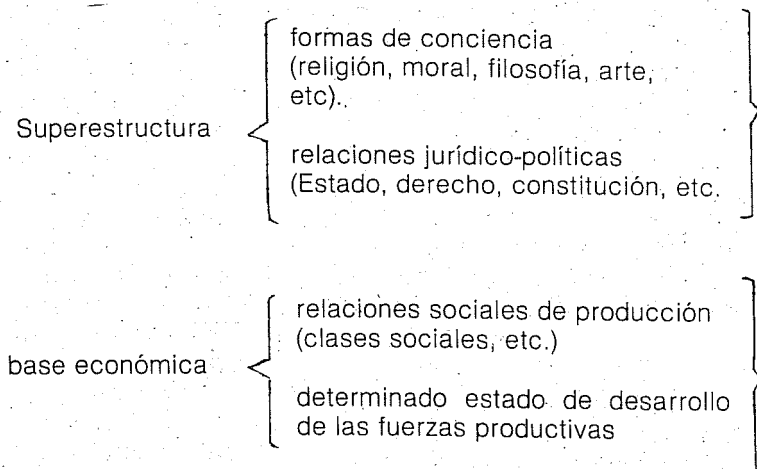 formas de conciencia
(religión, moral, filosofía, arte,
etc)..
Superestructura
relaciones jurídico-políticas
(Estado, derecho, constitución, etc.
relaciones sociales de producción
(clases sociales, etc.)
base económica
determinado estado de desarrollo
de las fuerzas productivas